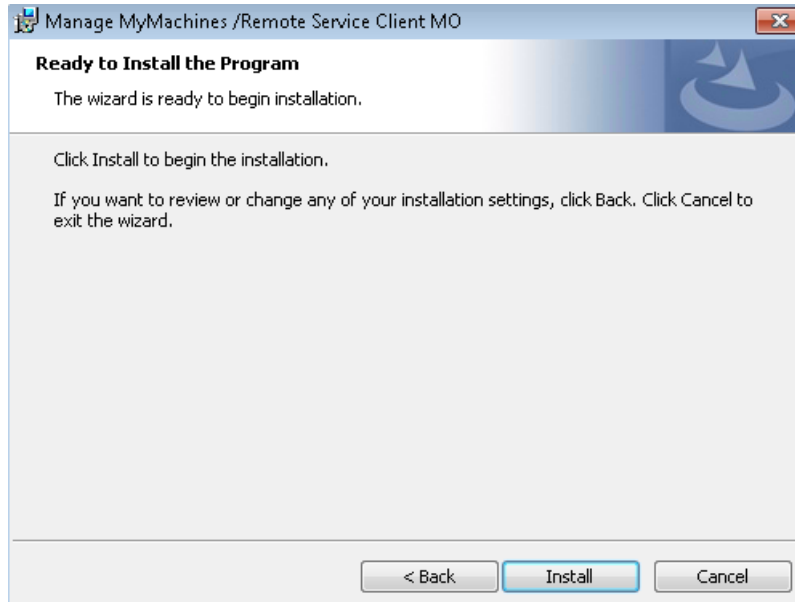 Manage MyMachines /Remote Service Client MO
Ready to Install the Program
The wizard is ready to begin installation.
Click Install to begin the installation.
If you want to review or change any of your installation settings, click Back. Click Cancel to
exit the wizard.
< Back
Install
Cancel